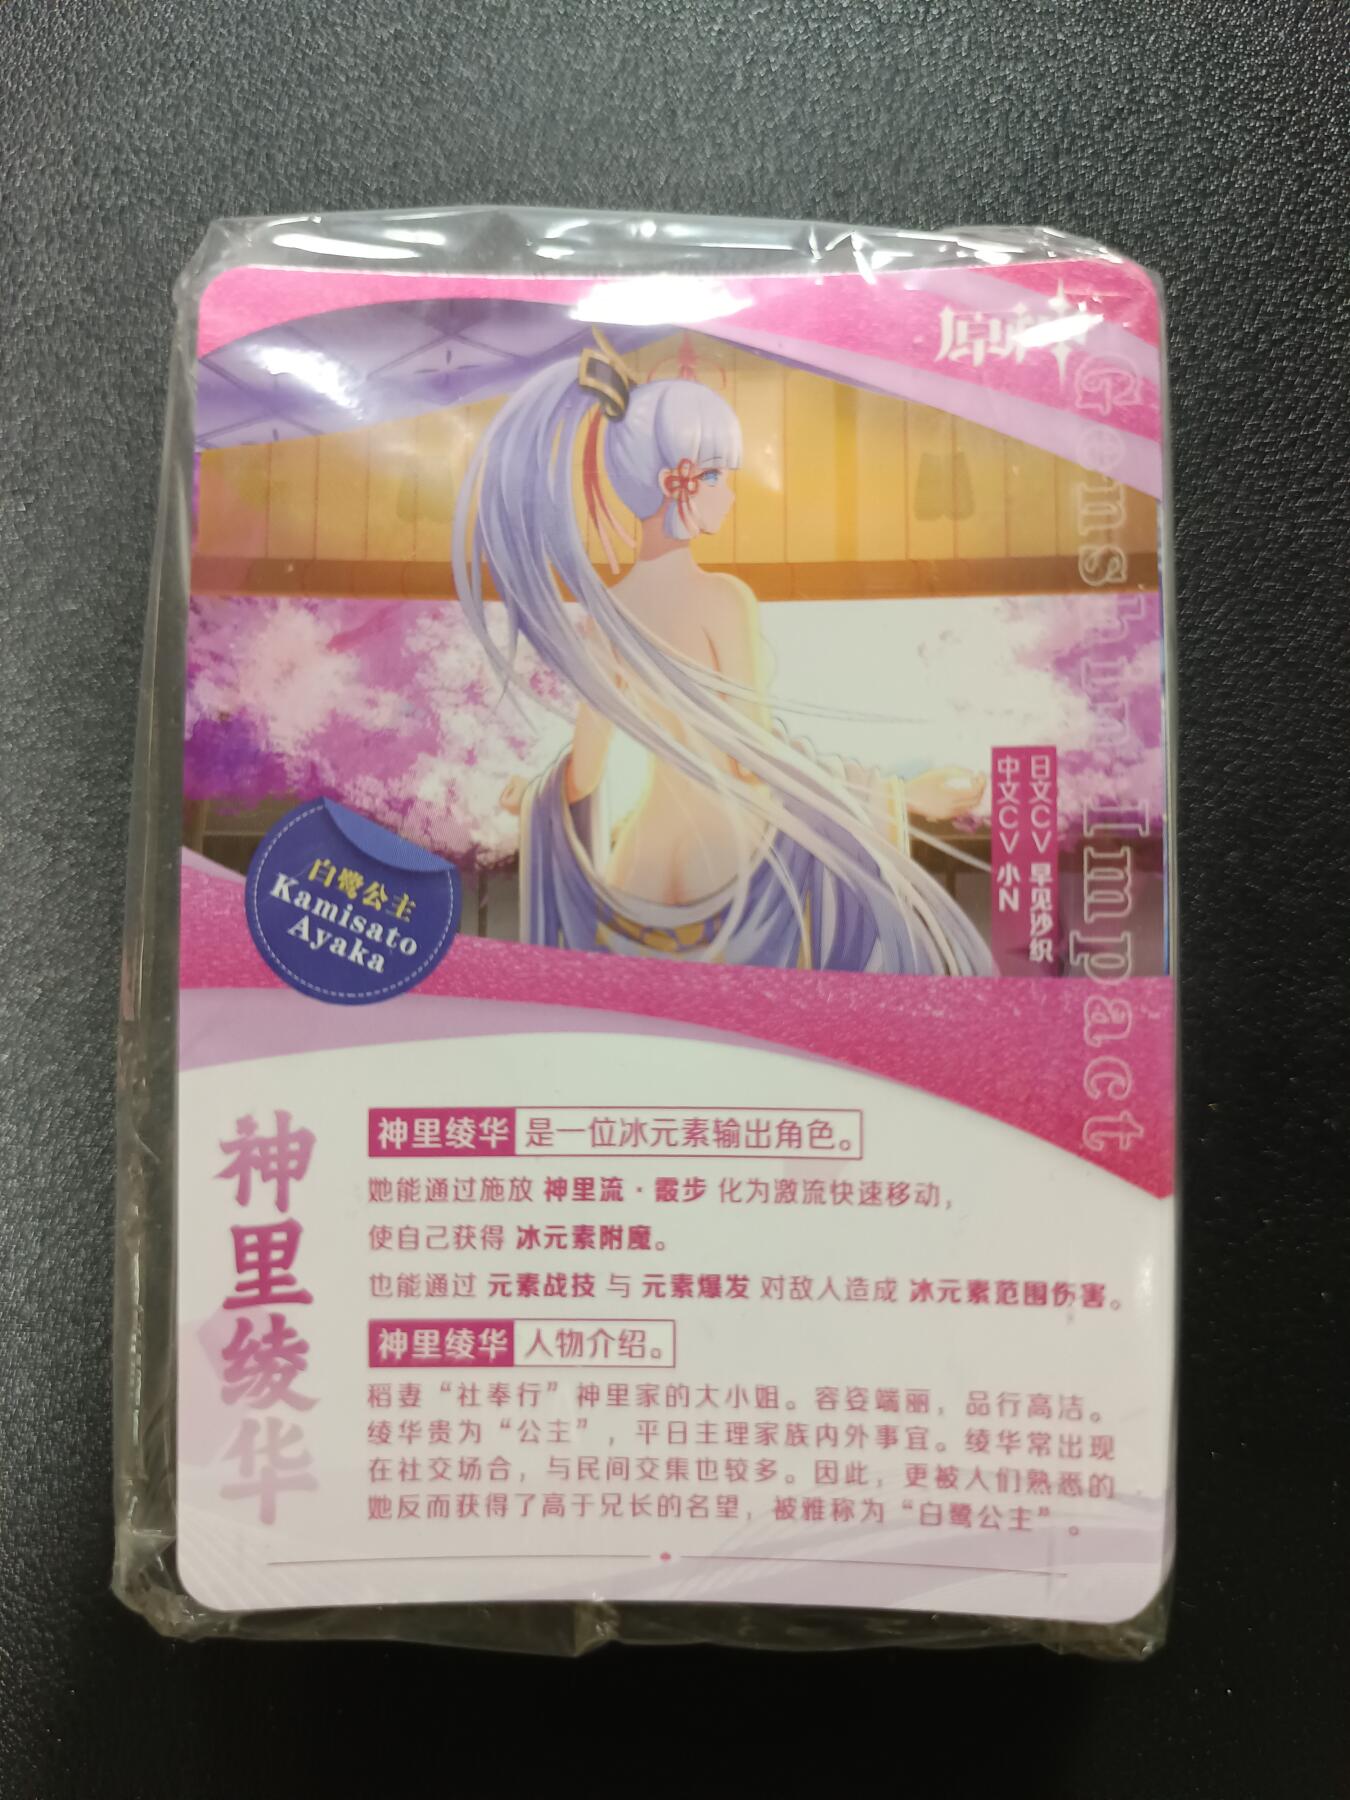 原神
Genshin Impact
日文CV 早见沙织
中文CV 小N
白鹭公主
Kamisato
Ayaka
神里绫华
神里绫华 是一位冰元素输出角色。
她能通过施放 神里流·霰步 化为激流快速移动，
使自己获得 冰元素附魔。
也能通过 元素战技 与 元素爆发 对敌人造成 冰元素范围伤害。
神里绫华 人物介绍。
稻妻“社奉行”神里家的大小姐。容姿端丽，品行高洁。
绫华贵为“公主”，平日主理家族内外事宜。绫华常出现
在社交场合，与民间交集也较多。因此，更被人们熟悉的
她反而获得了高于兄长的名望，被雅称为“白鹭公主”。